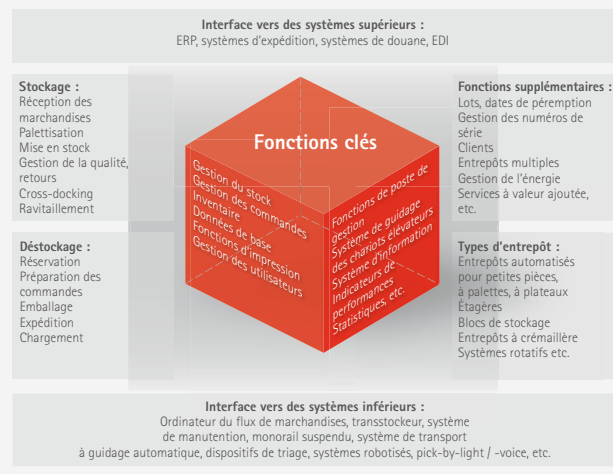 Interface vers des systèmes supérieurs :
ERP, systèmes d'expédition, systèmes de douane, EDI
Stockage :
Réception des
marchandises
Palettisation
Mise en stock
Gestion de la qualité,
retours
Cross-docking
Ravitaillement
Déstockage :
Réservation
Préparation des
commandes
Emballage
Expédition
Chargement
Fonctions clés
Gestion du stock
Gestion des commandes
Inventaire
Données de base
Fonctions d'impression
Gestion des utilisateurs
Fonctions de poste de
gestion
Système de guidage
des chariots élévateurs
Système d'information
Indicateurs de
performances
Statistiques, etc.
Fonctions supplémentaires :
Lots, dates de péremption
Gestion des numéros de
série
Clients
Entrepôts multiples
Gestion de l'énergie
Services à valeur ajoutée,
etc.
Types d'entrepôt :
Entrepôts automatisés
pour petites pièces,
à palettes, à plateaux
Étagères
Blocs de stockage
Entrepôts à crémaillère
Systèmes rotatifs etc.
Interface vers des systèmes inférieurs :
Ordinateur du flux de marchandises, transstockeur, système
de manutention, monorail suspendu, système de transport
à guidage automatique, dispositifs de triage, systèmes robotisés, pick-by-light / -voice, etc.